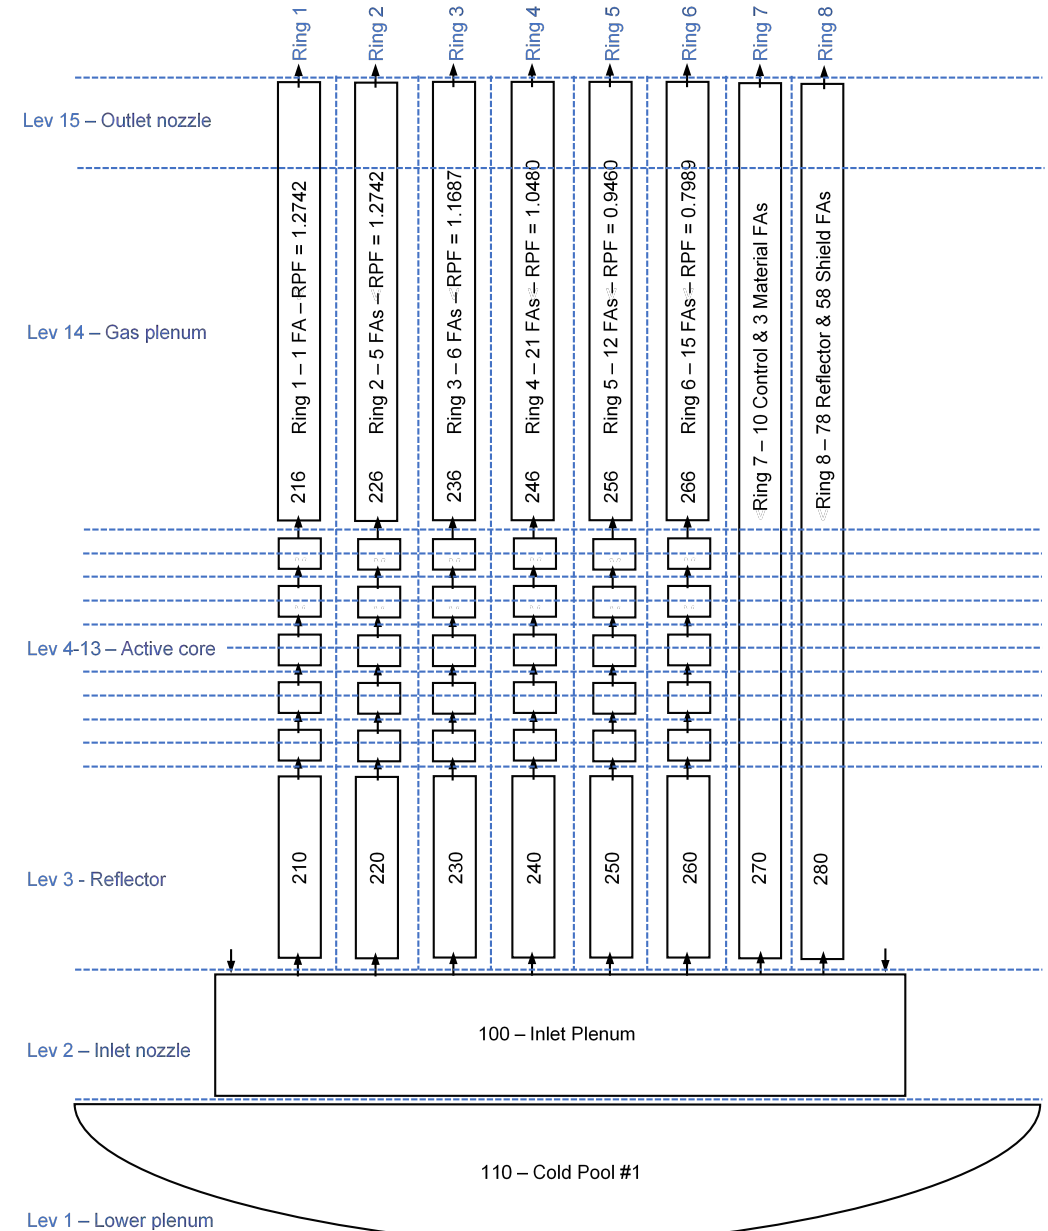 Ring 1
Ring 2
Ring 3
Ring 4
Ring 5
Ring 6
Ring 7
Ring 8
Lev 15 – Outlet nozzle
Lev 14 – Gas plenum
Ring 1 – 1 FA – RPF = 1.2742
Ring 2 – 5 FAs – RPF = 1.2742
Ring 3 – 6 FAs – RPF = 1.1687
Ring 4 – 21 FAs – RPF = 1.0480
Ring 5 – 12 FAs – RPF = 0.9460
Ring 6 – 15 FAs – RPF = 0.7989
Ring 7 – 10 Control & 3 Material FAs
Ring 8 – 78 Reflector & 58 Shield FAs
216
226
236
246
256
266
Lev 4-13 – Active core
Lev 3 - Reflector
210
220
230
240
250
260
270
280
Lev 2 – Inlet nozzle
100 – Inlet Plenum
110 – Cold Pool #1
Lev 1 – Lower plenum